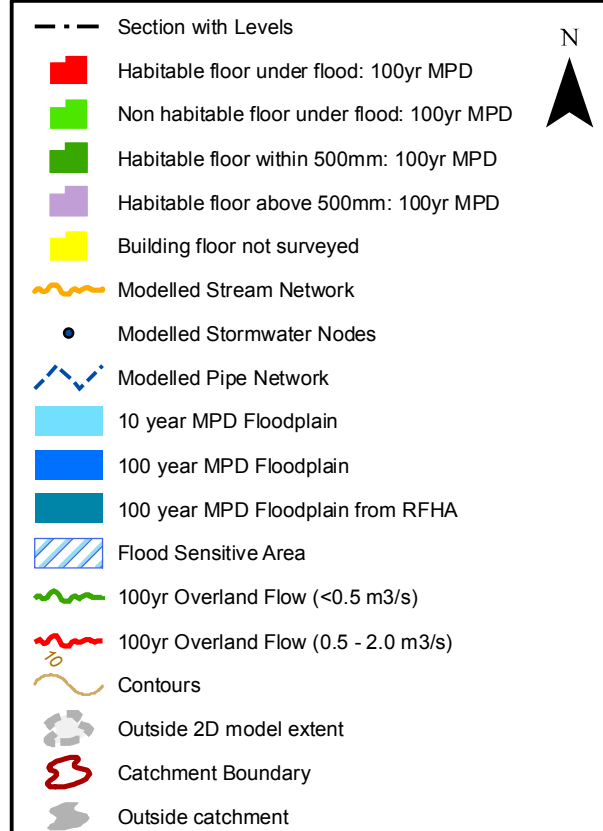 Section with Levels
N
Habitable floor under flood: 100yr MPD
Non habitable floor under flood: 100yr MPD
Habitable floor within 500mm: 100yr MPD
Habitable floor above 500mm: 100yr MPD
Building floor not surveyed
Modelled Stream Network
Modelled Stormwater Nodes
Modelled Pipe Network
10 year MPD Floodplain
100 year MPD Floodplain
100 year MPD Floodplain from RFHA
Flood Sensitive Area
100yr Overland Flow (<0.5 m3/s)
100yr Overland Flow (0.5 - 2.0 m3/s)
10
Contours
Outside 2D model extent
Catchment Boundary
Outside catchment